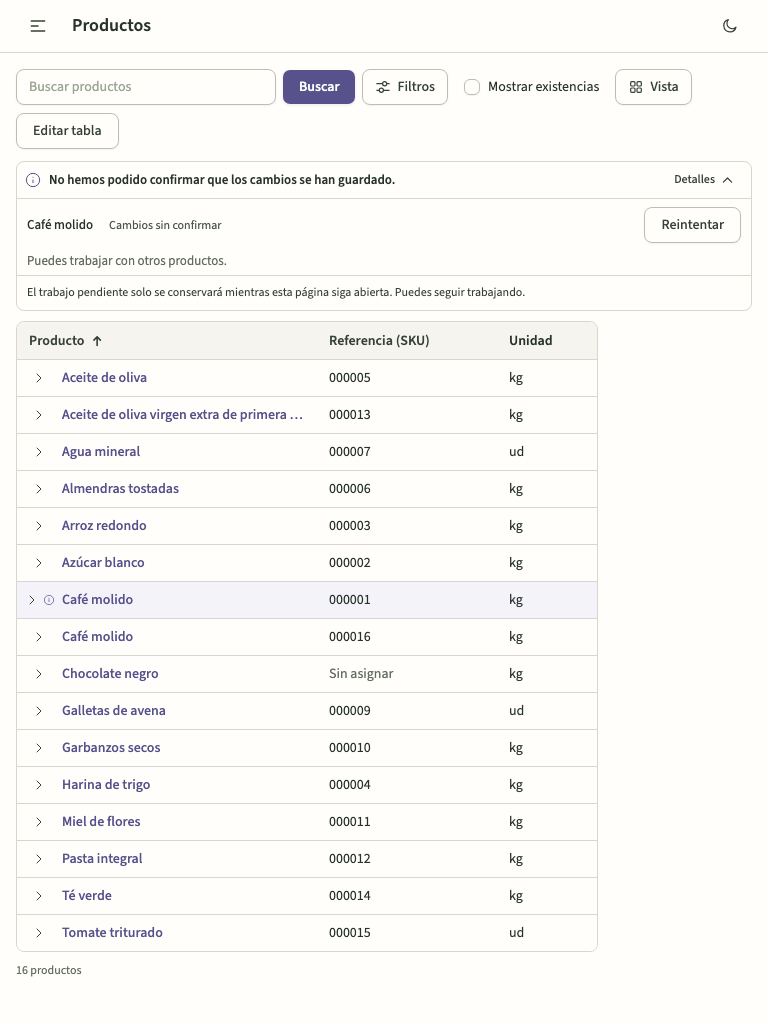 Productos
Buscar productos
Buscar
Filtros
Mostrar existencias
Vista
Editar tabla
No hemos podido confirmar que los cambios se han guardado.
Detalles
Café molido Cambios sin confirmar
Reintentar
Puedes trabajar con otros productos.
El trabajo pendiente solo se conservará mientras esta página siga abierta. Puedes seguir trabajando.
Producto Referencia (SKU) Unidad
Aceite de oliva 000005 kg
Aceite de oliva virgen extra de primera … 000013 kg
Agua mineral 000007 ud
Almendras tostadas 000006 kg
Arroz redondo 000003 kg
Azúcar blanco 000002 kg
Café molido 000001 kg
Café molido 000016 kg
Chocolate negro Sin asignar kg
Galletas de avena 000009 ud
Garbanzos secos 000010 kg
Harina de trigo 000004 kg
Miel de flores 000011 kg
Pasta integral 000012 kg
Té verde 000014 kg
Tomate triturado 000015 ud
16 productos